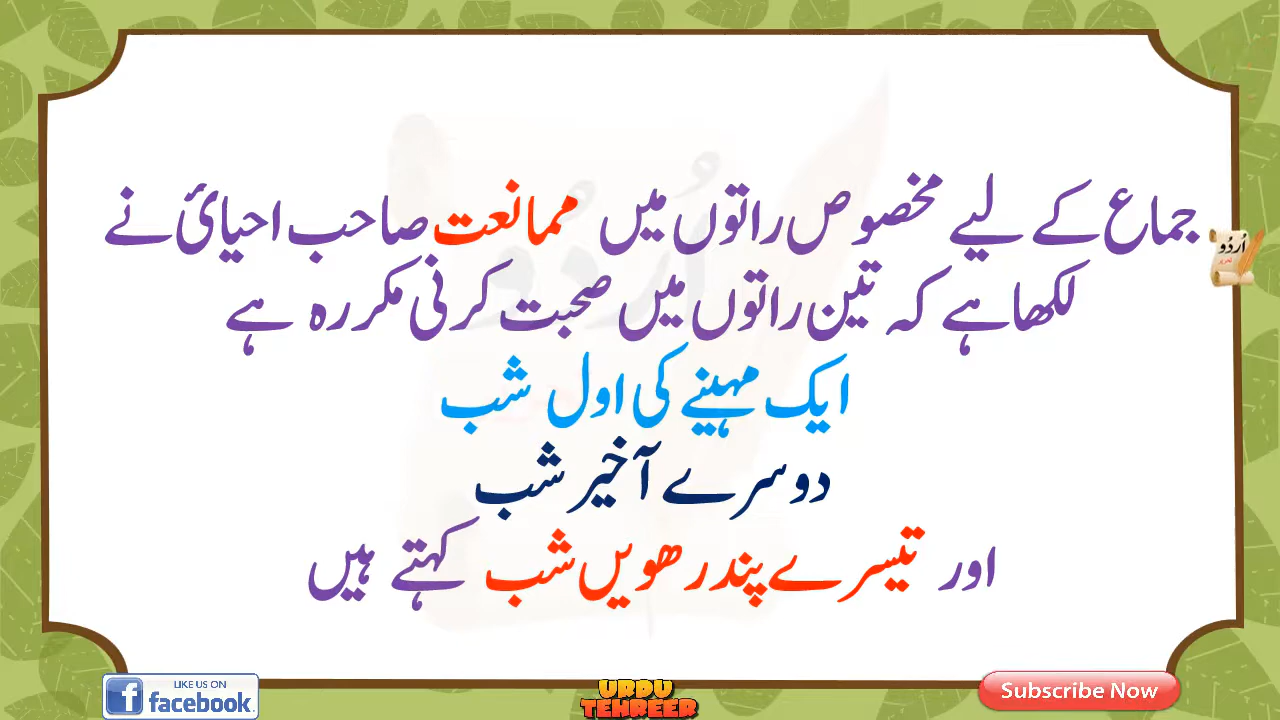 جماع کے لیے مخصوص راتوں میں ممانعت صاحب احیائ نے
لکھا ہے کہ تین راتوں میں صحبت کرنی مکررہ ہے
ایک مہینے کی اول شب
دوسرے آخیر شب
اور تیسرے پندرھویں شب کہتے ہیں
اُردُو
LIKE US ON
facebook
URDU
TEHREER
Subscribe Now